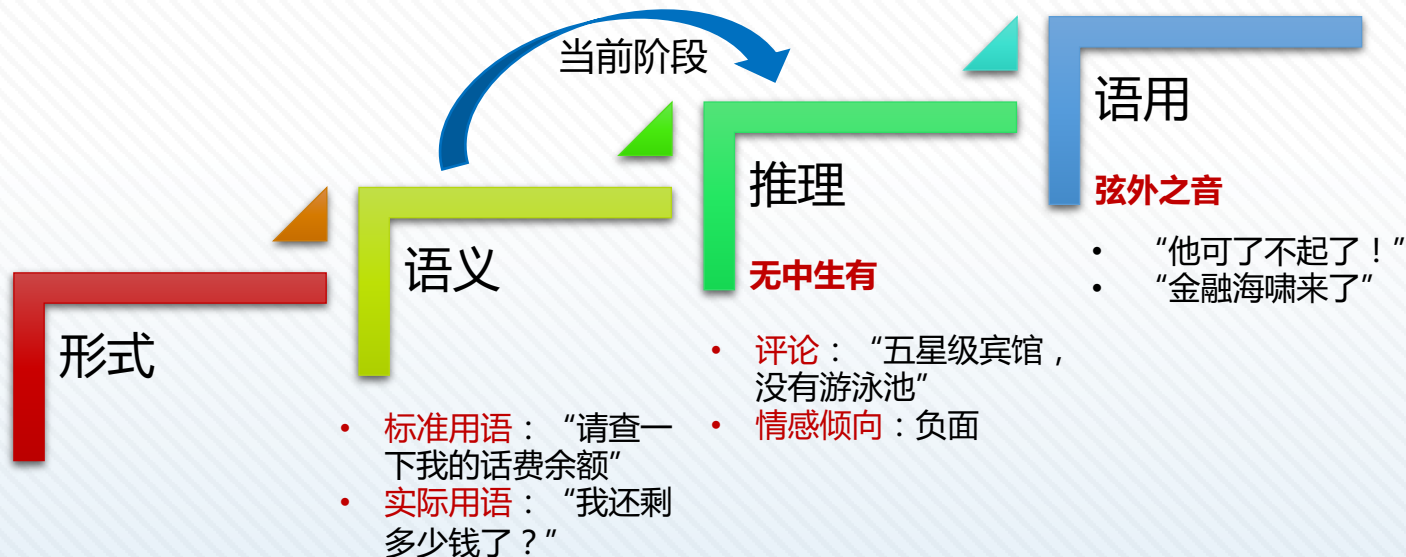 当前阶段
形式
语义
• 标准用语：“请查一
下我的话费余额”
• 实际用语：“我还剩
多少钱了？”
推理
无中生有
• 评论：“五星级宾馆，
没有游泳池”
• 情感倾向：负面
语用
弦外之音
• “他可了不起了！”
• “金融海啸来了”